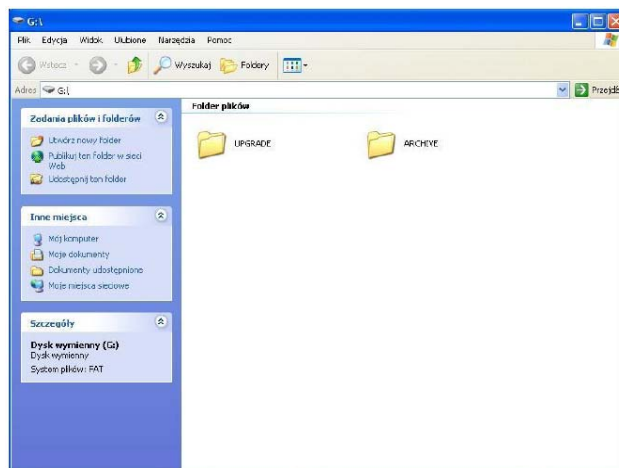 G:\
Plik Edycja Widok Ulubione Narzędzia Pomoc
Wstecz Wyszukaj Foldery
Adres G:\ Przejdź
Zadania plików i folderów
Utwórz nowy folder
Publikuj ten folder w sieci
Web
Udostępnij ten folder
Inne miejsca
Mój komputer
Moje dokumenty
Dokumenty udostępnione
Moje miejsca sieciowe
Szczegóły
Dysk wymienny (G:)
Dysk wymienny
System plików: FAT
Folder plików
UPGRADE ARCHIVE